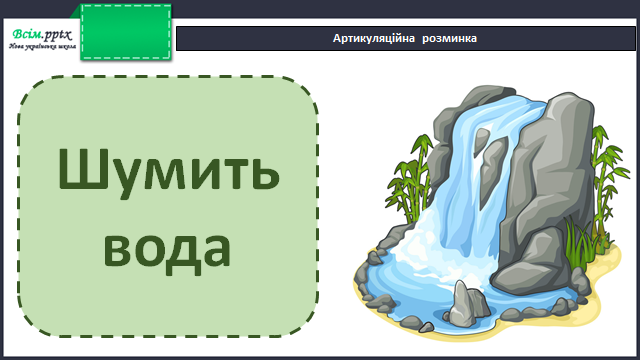 Всім.pptx
Нова українська школа
Артикуляційна розминка
Шумить
вода